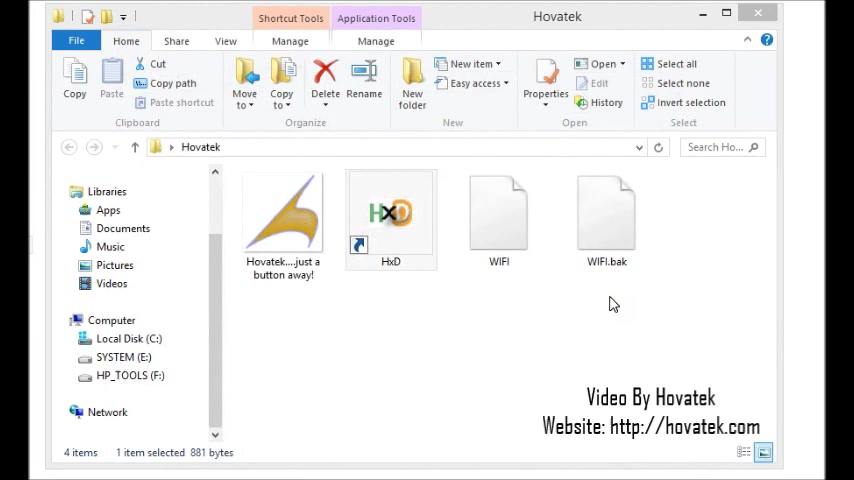 Shortcut Tools
Application Tools
Hovatek
File
Home
Share
View
Manage
Manage
Copy
Paste
Cut
Copy path
Paste shortcut
Clipboard
Move to
Copy to
Delete
Rename
Organize
New folder
New item
Easy access
New
Properties
Open
Edit
History
Open
Select all
Select none
Invert selection
Select
Hovatek
Search Ho...
Libraries
Apps
Documents
Music
Pictures
Videos
Computer
Local Disk (C:)
SYSTEM (E:)
HP_TOOLS (F:)
Network
Hovatek....just a
button away!
HxD
HxD
WIFI
WIFI.bak
Video By Hovatek
Website: http://hovatek.com
4 items
1 item selected 881 bytes